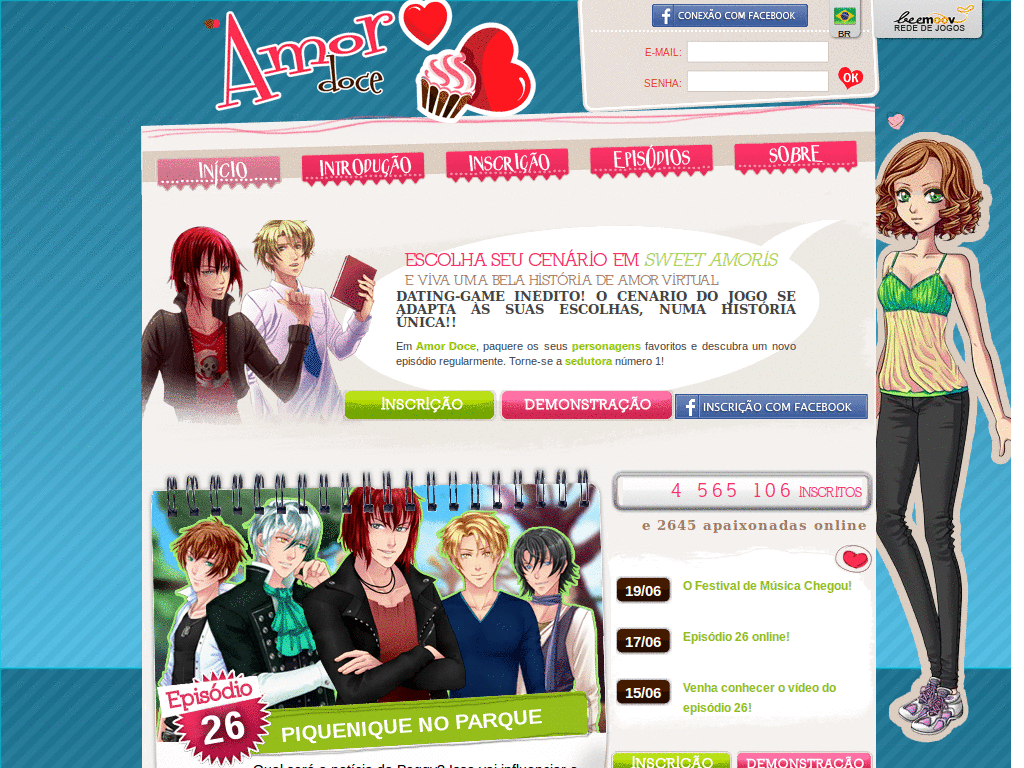 Amor
doce
CONEXÃO COM FACEBOOK
BR
beemoov
REDE DE JOGOS
E-MAIL:
SENHA:
OK
INÍCIO
INTRODUÇÃO
INSCRIÇÃO
EPISÓDIOS
SOBRE
ESCOLHA SEU CENÁRIO EM SWEET AMORIS
E VIVA UMA BELA HISTÓRIA DE AMOR VIRTUAL
DATING-GAME INEDITO! O CENARIO DO JOGO SE
ADAPTA ÀS SUAS ESCOLHAS, NUMA HISTÓRIA
ÚNICA!!
Em Amor Doce, paquere os seus personagens favoritos e descubra um novo
episódio regularmente. Torne-se a sedutora número 1!
INSCRIÇÃO
DEMONSTRAÇÃO
INSCRIÇÃO COM FACEBOOK
4 565 106 INSCRITOS
e 2645 apaixonadas online
19/06 O Festival de Música Chegou!
17/06 Episódio 26 online!
15/06 Venha conhecer o vídeo do
episódio 26!
Episódio
26
PIQUENIQUE NO PARQUE
Qual será a notícia da Peggy? Isso vai influenciar o
INSCRIÇÃO
DEMONSTRAÇÃO